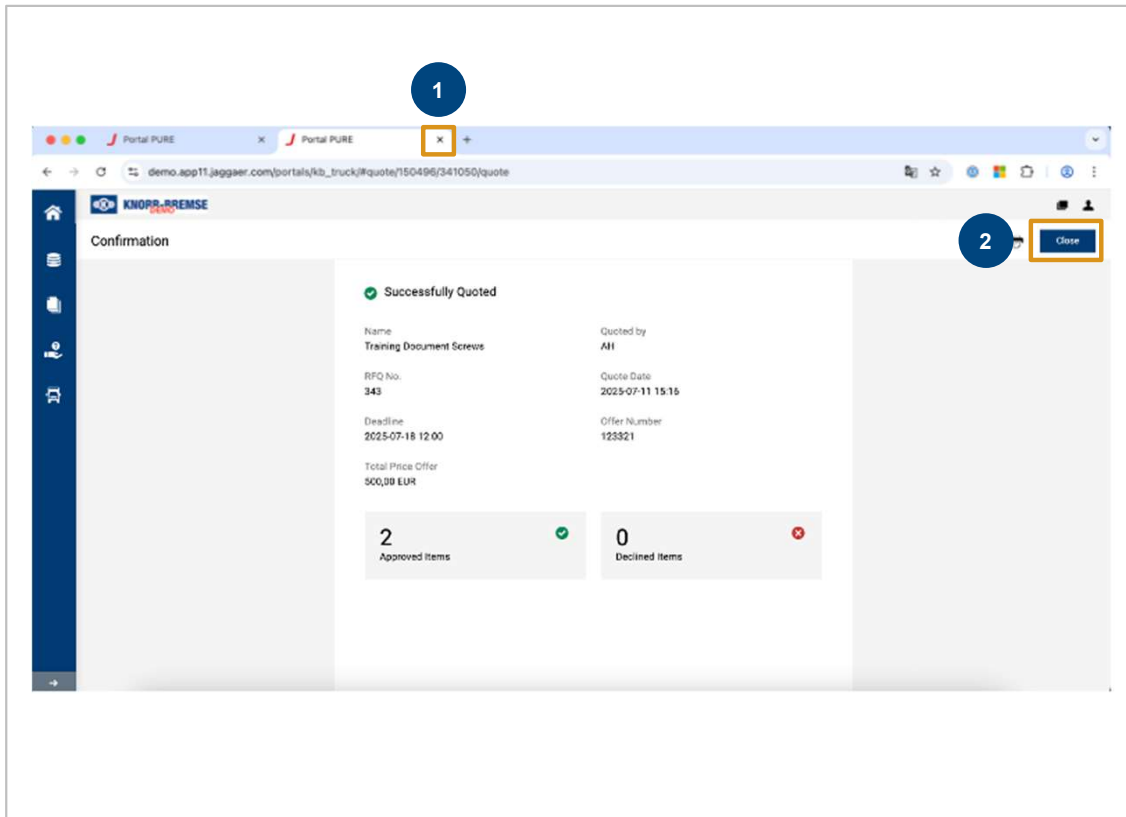 1
Portal PURE
Portal PURE
demo.app11.jaggaer.com/portals/kb_truck/#quote/150496/341050/quote
KNORR-BREMSE
DEMO
Confirmation
2
Close
Successfully Quoted
Name
Training Document Screws
Quoted by
AH
RFQ No.
343
Quote Date
2025-07-11 15:16
Deadline
2025-07-18 12:00
Offer Number
123321
Total Price Offer
500,00 EUR
2
Approved Items
0
Declined Items